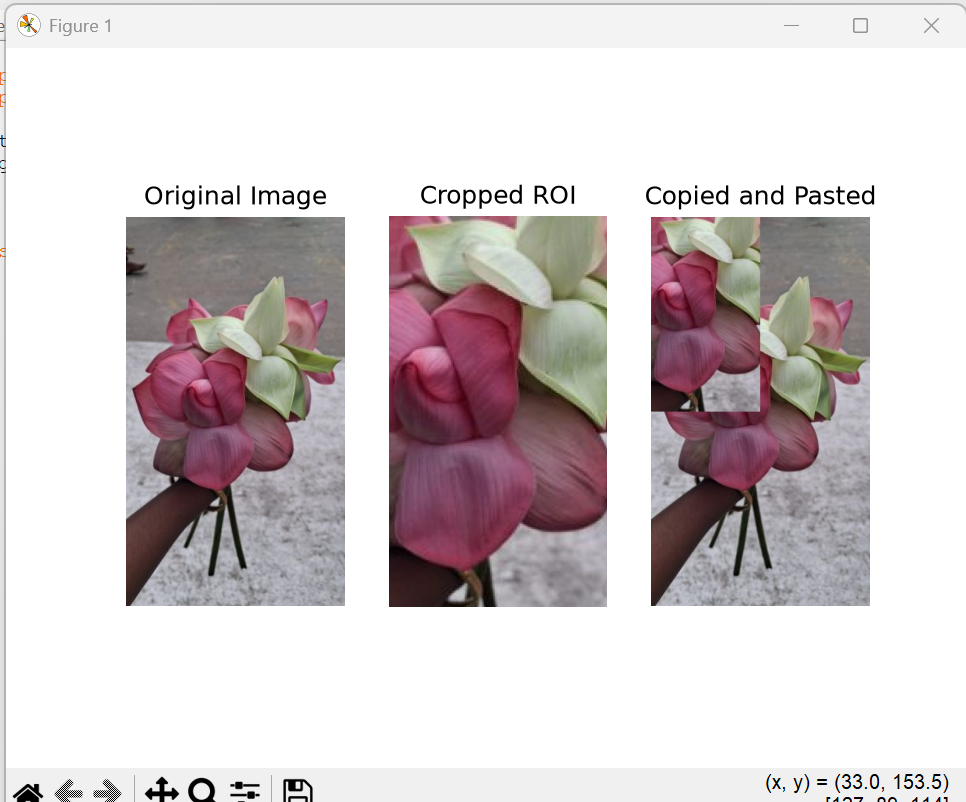 Figure 1
Original Image
Cropped ROI
Copied and Pasted
(x, y) = (33.0, 153.5)